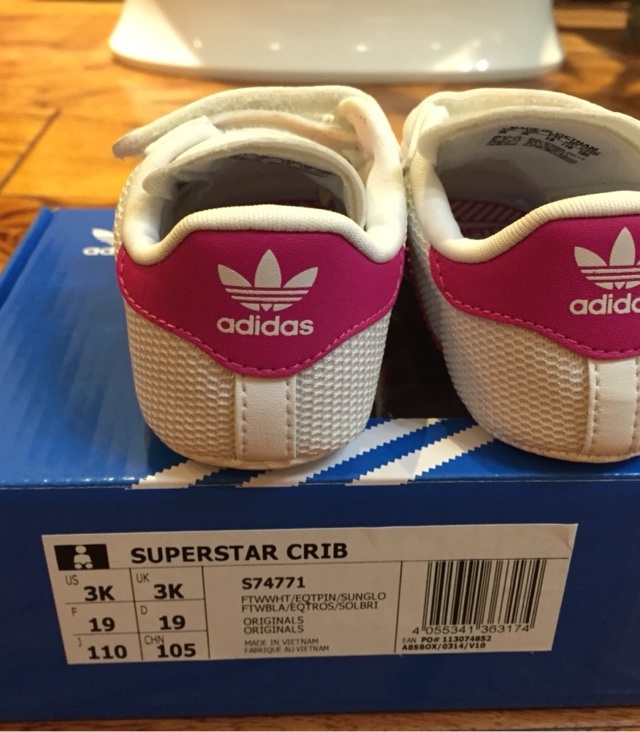 adidas
adidas
SUPERSTAR CRIB
US 3K UK 3K
F 19 D 19
J 110 CHN 105
S74771
FTWWHT/EQTPIN/SUNGLO
FTWBLA/EQTROS/SOLBRI
ORIGINALS
ORIGINALS
MADE IN VIETNAM
FABRIQUE AU VIETNAM
4 055341 363174
EAN PO# 113074852
ABSBOX/0314/V10